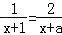 1/(x+1) = 2/(x+a)